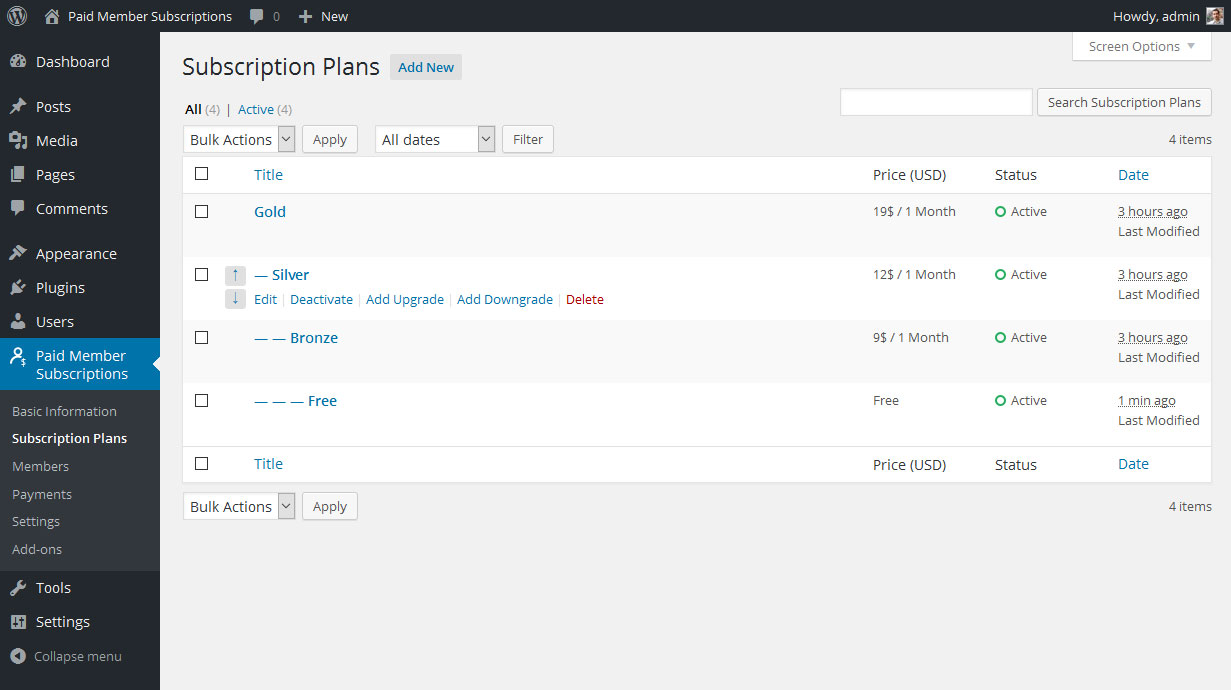 Paid Member Subscriptions 0 New Howdy, admin
Screen Options
Dashboard
Posts
Media
Pages
Comments
Appearance
Plugins
Users
Paid Member
Subscriptions
Basic Information
Subscription Plans
Members
Payments
Settings
Add-ons
Tools
Settings
Collapse menu
Subscription Plans Add New
All (4) | Active (4)
Search Subscription Plans
Bulk Actions Apply All dates Filter 4 items
Title Price (USD) Status Date
Gold 19$ / 1 Month Active 3 hours ago
Last Modified
↑ — Silver 12$ / 1 Month Active 3 hours ago
↓ Edit | Deactivate | Add Upgrade | Add Downgrade | Delete Last Modified
— — Bronze 9$ / 1 Month Active 3 hours ago
Last Modified
— — — Free Free Active 1 min ago
Last Modified
Title Price (USD) Status Date
Bulk Actions Apply 4 items